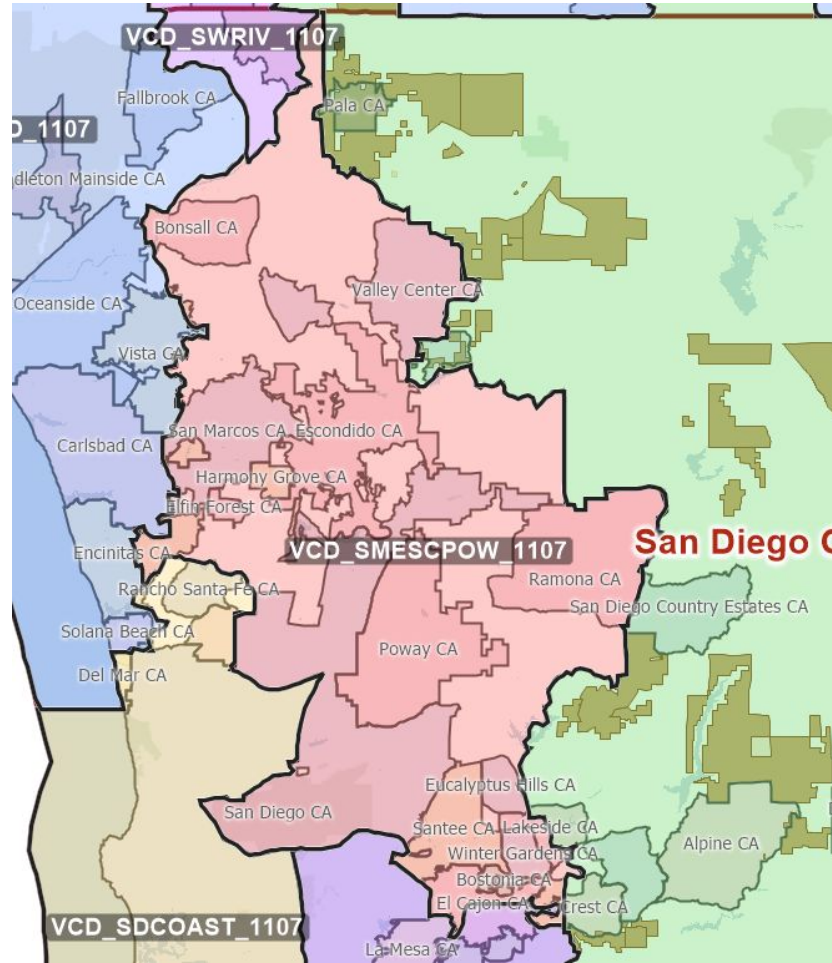 VCD_SWRIV_1107
Fallbrook CA
Pala CA
D_1107
dleton Mainside CA
Bonsall CA
Valley Center CA
Oceanside CA
Vista CA
San Marcos CA
Escondido CA
Carlsbad CA
Harmony Grove CA
Elfin Forest CA
Encinitas CA
VCD_SMESCPOW_1107
San Diego C
Rancho Santa Fe CA
Ramona CA
San Diego Country Estates CA
Solana Beach CA
Poway CA
Del Mar CA
Eucalyptus Hills CA
San Diego CA
Santee CA
Lakeside CA
Winter Gardens CA
Alpine CA
Bostonia CA
El Cajon CA
Crest CA
VCD_SDCOAST_1107
La Mesa CA